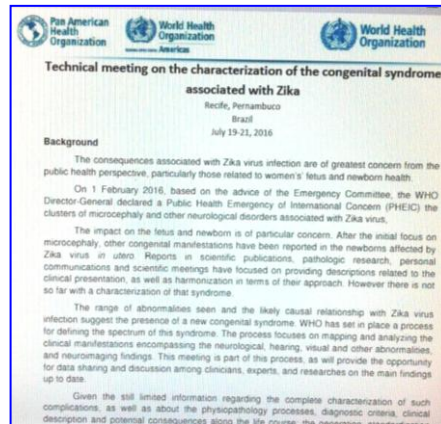 Pan American
Health
Organization
World Health
Organization
Americas
World Health
Organization
Technical meeting on the characterization of the congenital syndrome
associated with Zika
Recife, Pernambuco
Brazil
July 19-21, 2016
Background
The consequences associated with Zika virus infection are of greatest concern from the
public health perspective, particularly those related to women's' fetus and newborn health.
On 1 February 2016, based on the advice of the Emergency Committee, the WHO
Director-General declared a Public Health Emergency of International Concern (PHEIC) the
clusters of microcephaly and other neurological disorders associated with Zika virus,
The impact on the fetus and newborn is of particular concern. After the initial focus on
microcephaly, other congenital manifestations have been reported in the newborns affected by
Zika virus in utero. Reports in scientific publications, pathologic research, personal
communications and scientific meetings have focused on providing descriptions related to the
clinical presentation, as well as harmonization in terms of their approach. However there is not
so far with a characterization of that syndrome.
The range of abnormalities seen and the likely causal relationship with Zika virus
infection suggest the presence of a new congenital syndrome. WHO has set in place a process
for defining the spectrum of this syndrome. The process focuses on mapping and analyzing the
clinical manifestations encompassing the neurological, hearing, visual and other abnormalities,
and neuroimaging findings. This meeting is part of this process, as will provide the opportunity
for data sharing and discussion among clinicians, experts, and researches on the main findings
up to date.
Given the still limited information regarding the complete characterization of such
complications, as well as about the physiopathology processes, diagnostic criteria, clinical
description and potential consequences along the life course, the